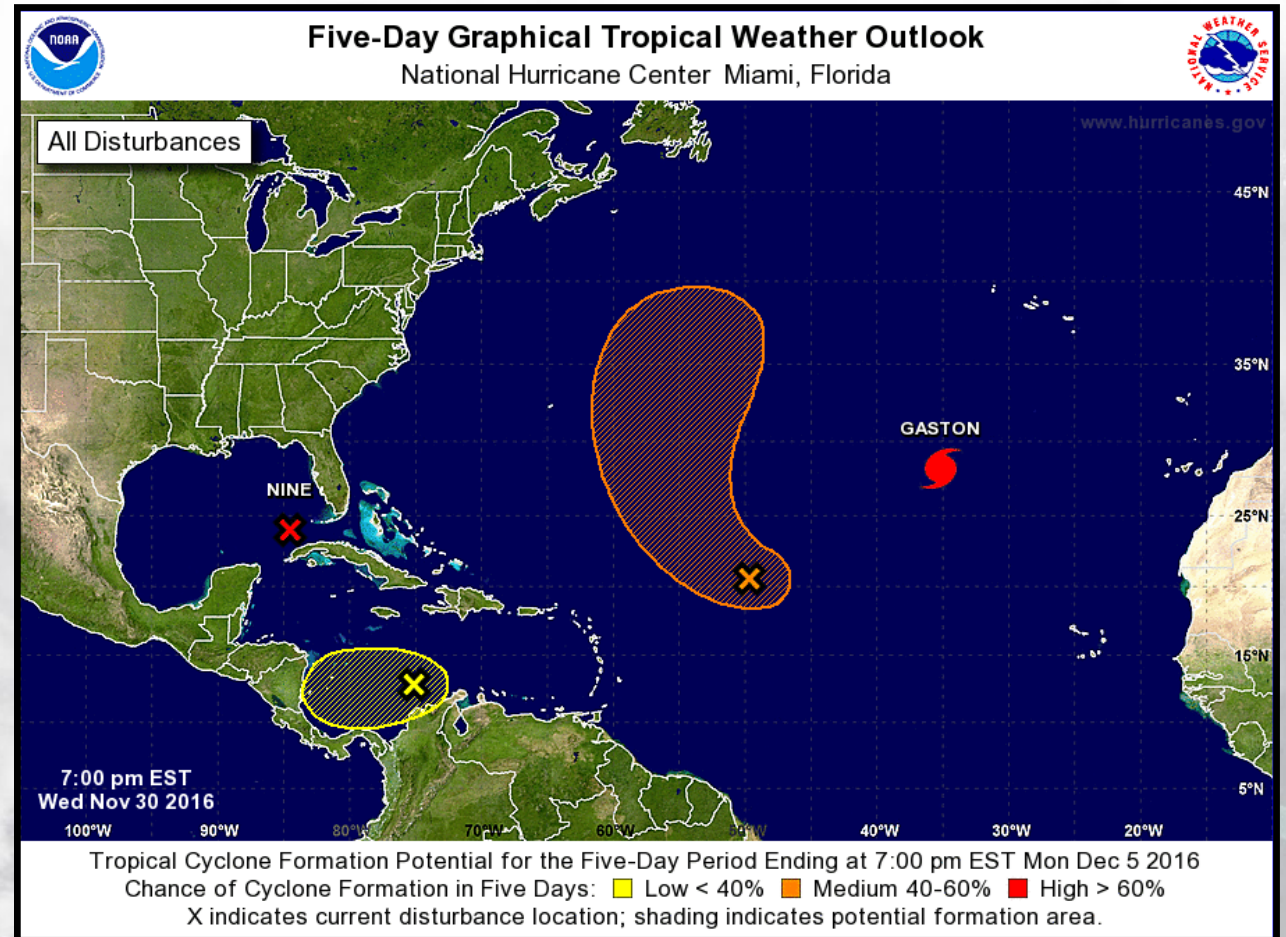 Five-Day Graphical Tropical Weather Outlook
National Hurricane Center Miami, Florida
NOAA
NATIONAL WEATHER SERVICE
All Disturbances
www.hurricanes.gov
45°N
35°N
GASTON
NINE
25°N
15°N
7:00 pm EST
Wed Nov 30 2016
5°N
100°W 90°W 80°W 70°W 60°W 50°W 40°W 30°W 20°W
Tropical Cyclone Formation Potential for the Five-Day Period Ending at 7:00 pm EST Mon Dec 5 2016
Chance of Cyclone Formation in Five Days: Low < 40% Medium 40-60% High > 60%
X indicates current disturbance location; shading indicates potential formation area.